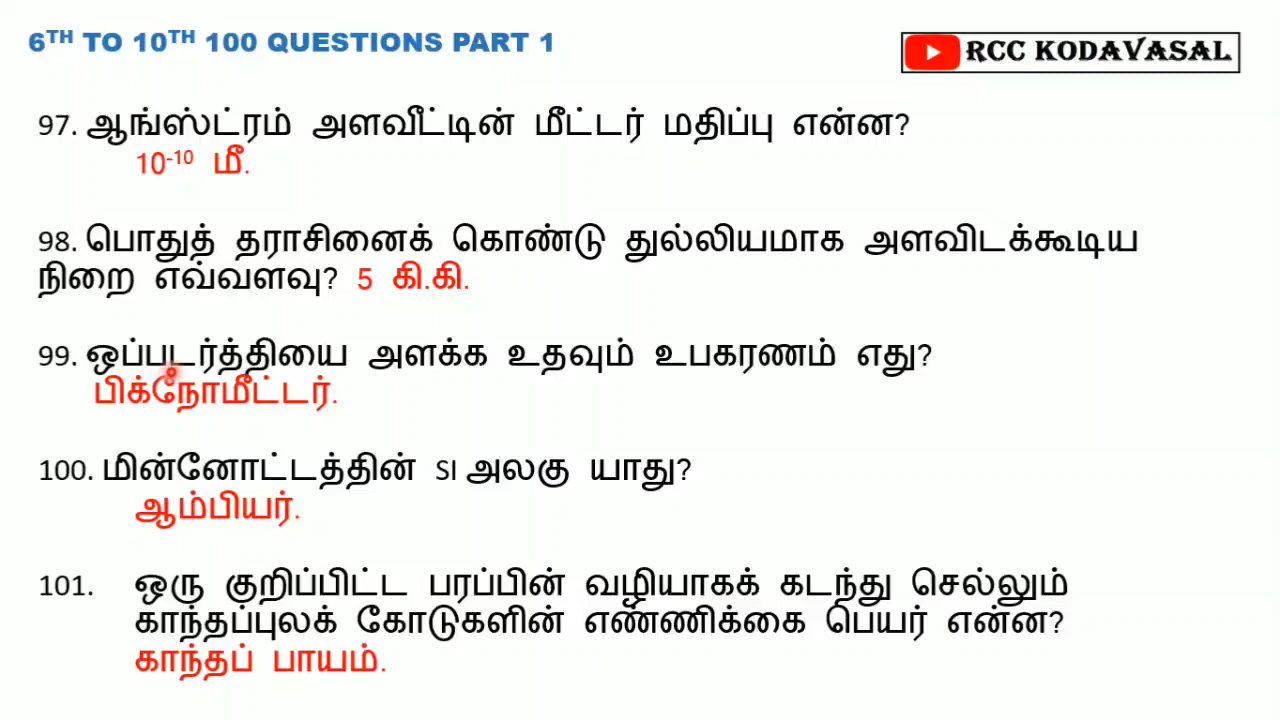 6TH TO 10TH 100 QUESTIONS PART 1
RCC KODAVASAL
97. ஆங்ஸ்ட்ரம் அளவீட்டின் மீட்டர் மதிப்பு என்ன?
10-10 மீ.
98. பொதுத் தராசினைக் கொண்டு துல்லியமாக அளவிடக்கூடிய
நிறை எவ்வளவு? 5 கி.கி.
99. ஒப்படர்த்தியை அளக்க உதவும் உபகரணம் எது?
பிக்நோமீட்டர்.
100. மின்னோட்டத்தின் SI அலகு யாது?
ஆம்பியர்.
101. ஒரு குறிப்பிட்ட பரப்பின் வழியாகக் கடந்து செல்லும்
காந்தப்புலக் கோடுகளின் எண்ணிக்கை பெயர் என்ன?
காந்தப் பாயம்.